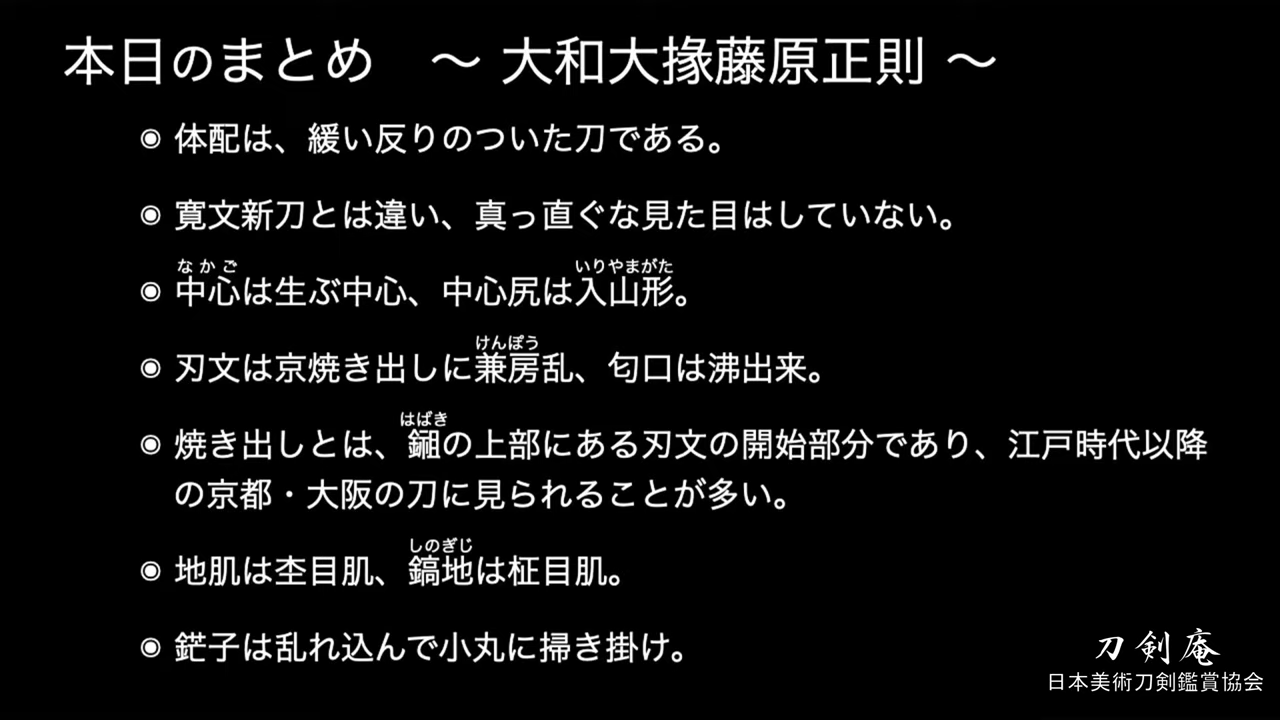 本日のまとめ　～ 大和大掾藤原正則 ～
◉ 体配は、緩い反りのついた刀である。
◉ 寛文新刀とは違い、真っ直ぐな見た目はしていない。
なかご いりやまがた
◉ 中心は生ぶ中心、中心尻は入山形。
けんぽう
◉ 刃文は京焼き出しに兼房乱、匂口は沸出来。
はばき
◉ 焼き出しとは、鎺の上部にある刃文の開始部分であり、江戸時代以降
の京都・大阪の刀に見られることが多い。
しのぎじ
◉ 地肌は杢目肌、鎬地は柾目肌。
◉ 鋩子は乱れ込んで小丸に掃き掛け。
刀剣庵
日本美術刀剣鑑賞協会